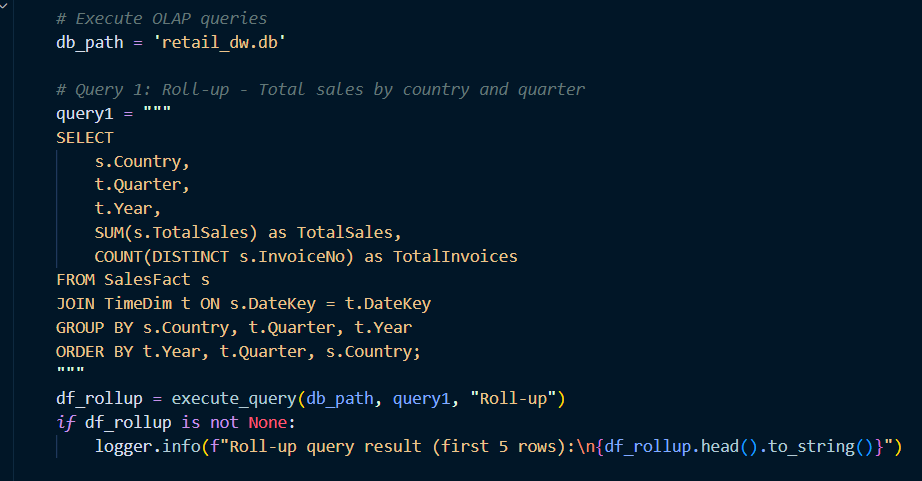 # Execute OLAP queries
db_path = 'retail_dw.db'

# Query 1: Roll-up - Total sales by country and quarter
query1 = """
SELECT
    s.Country,
    t.Quarter,
    t.Year,
    SUM(s.TotalSales) as TotalSales,
    COUNT(DISTINCT s.InvoiceNo) as TotalInvoices
FROM SalesFact s
JOIN TimeDim t ON s.DateKey = t.DateKey
GROUP BY s.Country, t.Quarter, t.Year
ORDER BY t.Year, t.Quarter, s.Country;
"""
df_rollup = execute_query(db_path, query1, "Roll-up")
if df_rollup is not None:
    logger.info(f"Roll-up query result (first 5 rows):\n{df_rollup.head().to_string()}")